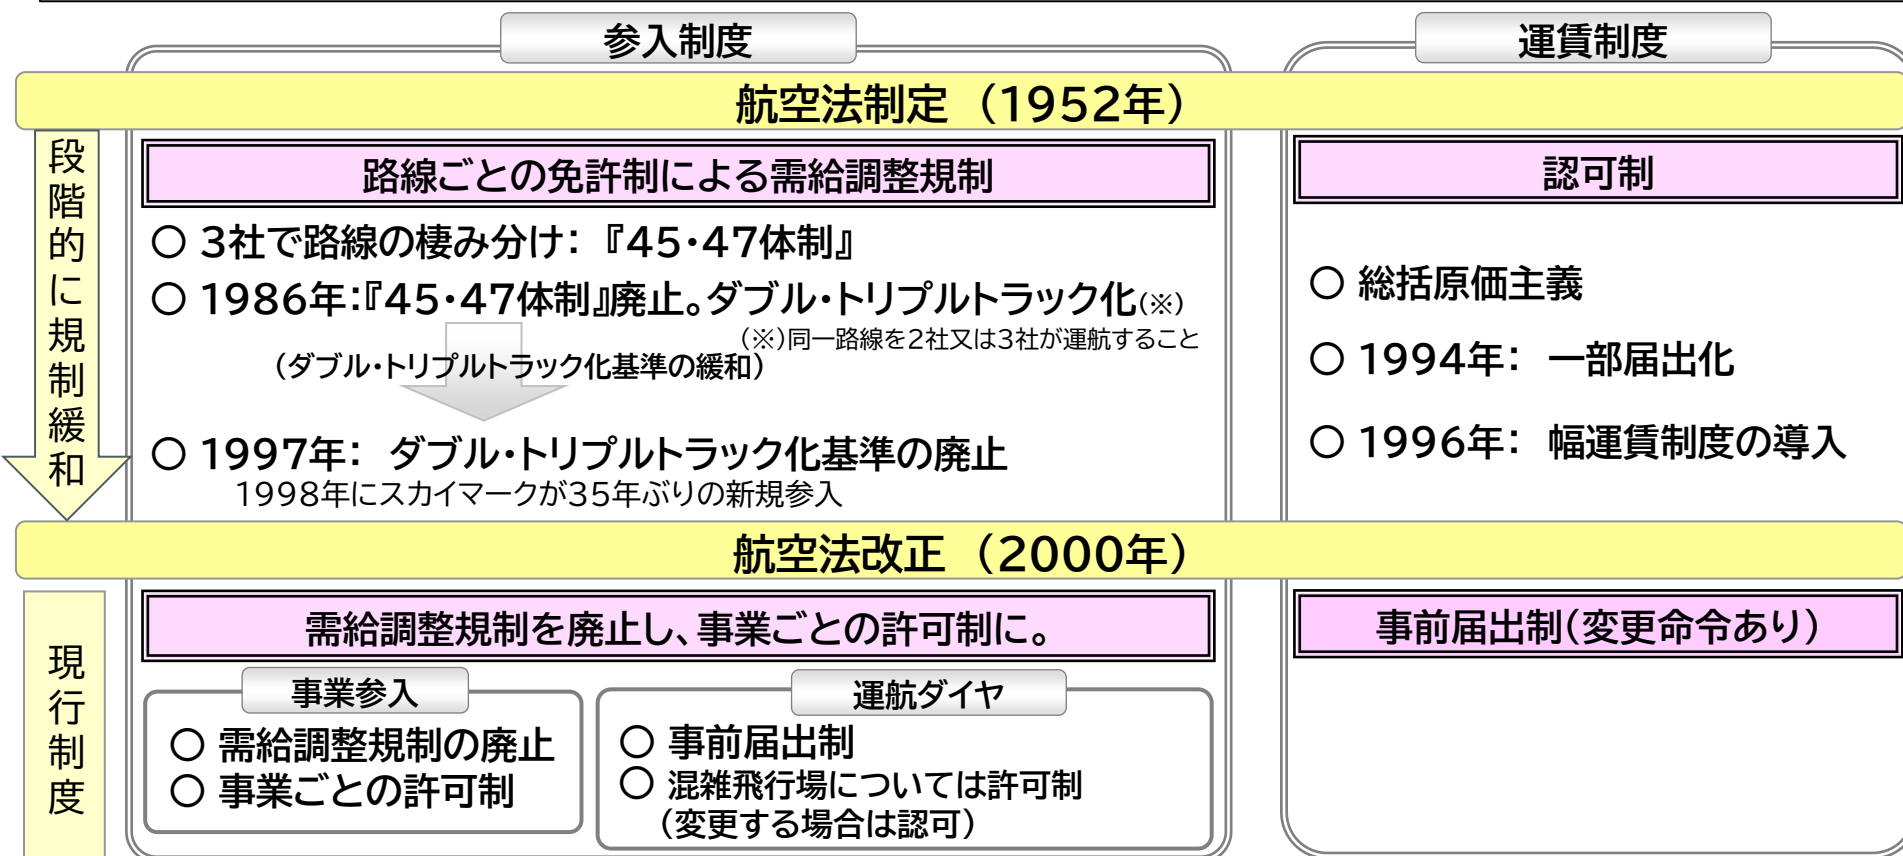 参入制度
運賃制度
航空法制定（1952年）
段階的に規制緩和
路線ごとの免許制による需給調整規制
○ 3社で路線の棲み分け：『45・47体制』
○ 1986年：『45・47体制』廃止。ダブル・トリプルトラック化（※）
（※）同一路線を2社又は3社が運航すること
（ダブル・トリプルトラック化基準の緩和）
○ 1997年： ダブル・トリプルトラック化基準の廃止
1998年にスカイマークが35年ぶりの新規参入
認可制
○ 総括原価主義
○ 1994年： 一部届出化
○ 1996年： 幅運賃制度の導入
航空法改正（2000年）
現行制度
需給調整規制を廃止し、事業ごとの許可制に。
事業参入
○ 需給調整規制の廃止
○ 事業ごとの許可制
運航ダイヤ
○ 事前届出制
○ 混雑飛行場については許可制
（変更する場合は認可）
事前届出制（変更命令あり）